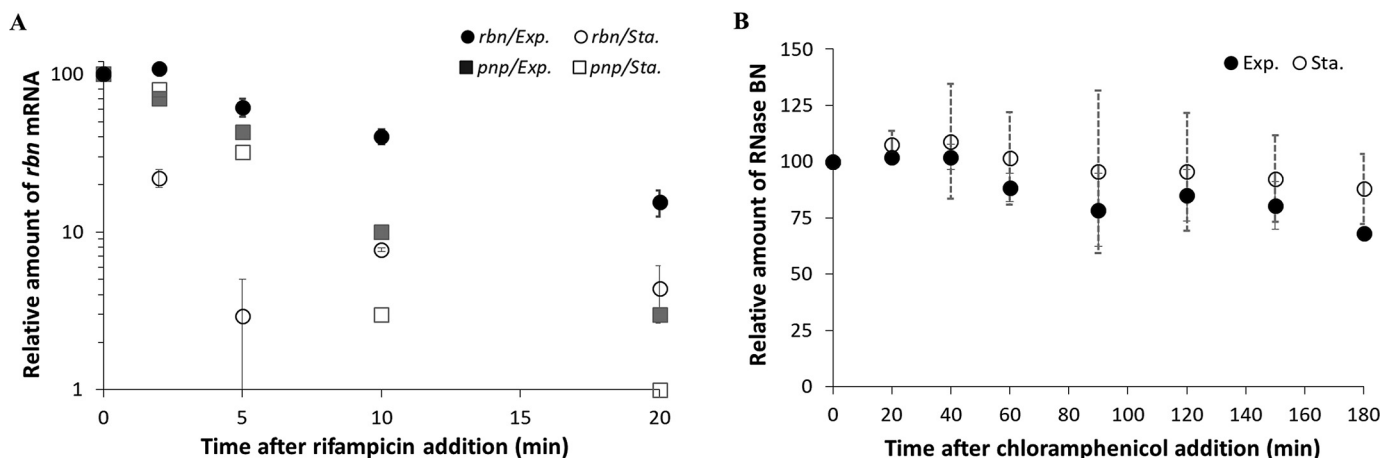 A
rbn/Exp. rbn/Sta.
pnp/Exp. pnp/Sta.
Relative amount of rbn mRNA
100
10
1
0 5 10 15 20
Time after rifampicin addition (min)
B
Exp. Sta.
Relative amount of RNase BN
150
125
100
75
50
25
0
0 20 40 60 80 100 120 140 160 180
Time after chloramphenicol addition (min)